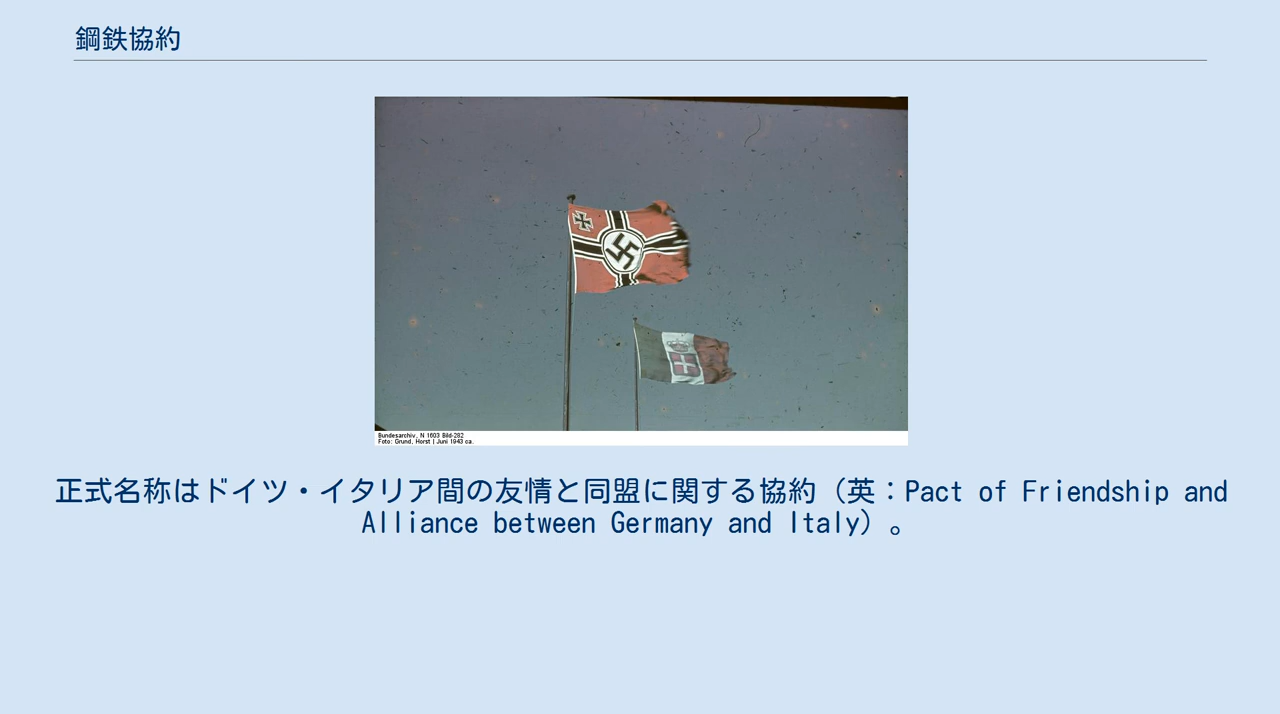 鋼鉄協約
Bundesarchiv, N 1603 Bild-282
Foto: Grund, Horst | Juni 1943 ca.
正式名称はドイツ・イタリア間の友情と同盟に関する協約（英：Pact of Friendship and
Alliance between Germany and Italy）。